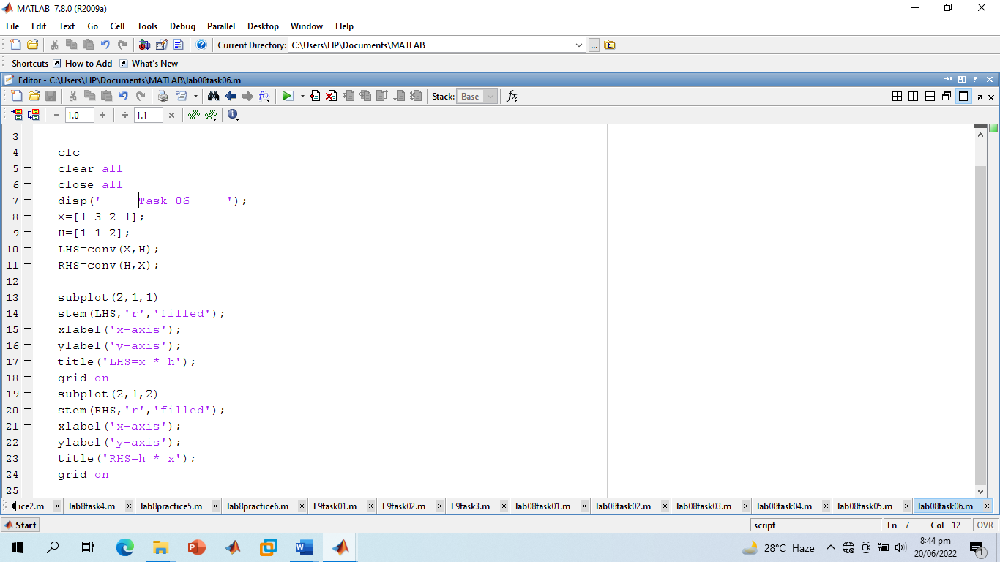 MATLAB 7.8.0 (R2009a)
File Edit Text Go Cell Tools Debug Parallel Desktop Window Help
Current Directory: C:\Users\HP\Documents\MATLAB
Shortcuts How to Add What's New
Editor - C:\Users\HP\Documents\MATLAB\lab08task06.m
Stack: Base fx
1.0 1.1
3
4 clc
5 clear all
6 close all
7 disp('-----Task 06-----');
8 X=[1 3 2 1];
9 H=[1 1 2];
10 LHS=conv(X,H);
11 RHS=conv(H,X);
12
13 subplot(2,1,1)
14 stem(LHS,'r','filled');
15 xlabel('x-axis');
16 ylabel('y-axis');
17 title('LHS=x * h');
18 grid on
19 subplot(2,1,2)
20 stem(RHS,'r','filled');
21 xlabel('x-axis');
22 ylabel('y-axis');
23 title('RHS=h * x');
24 grid on
25
ice2.m lab8task4.m lab8practice5.m lab8practice6.m L9task01.m L9task02.m L9task3.m lab08task01.m lab08task02.m lab08task03.m lab08task04.m lab08task05.m lab08task06.m
Start script Ln 7 Col 12 OVR
28°C Haze 8:44 pm
20/06/2022 1